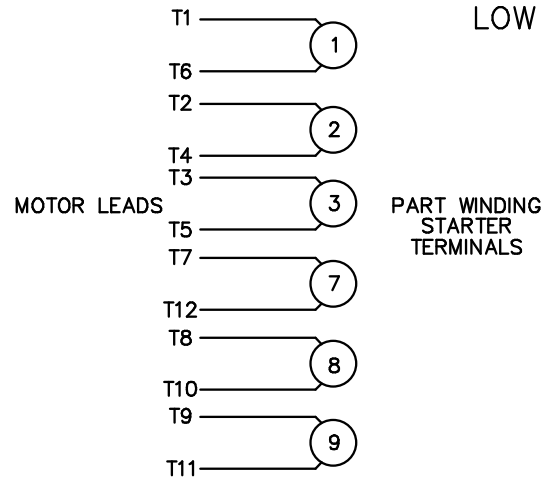 LOW
T1
1
T6
T2
2
T4
T3
3
MOTOR LEADS
PART WINDING
STARTER
TERMINALS
T5
T7
7
T12
T8
8
T10
T9
9
T11